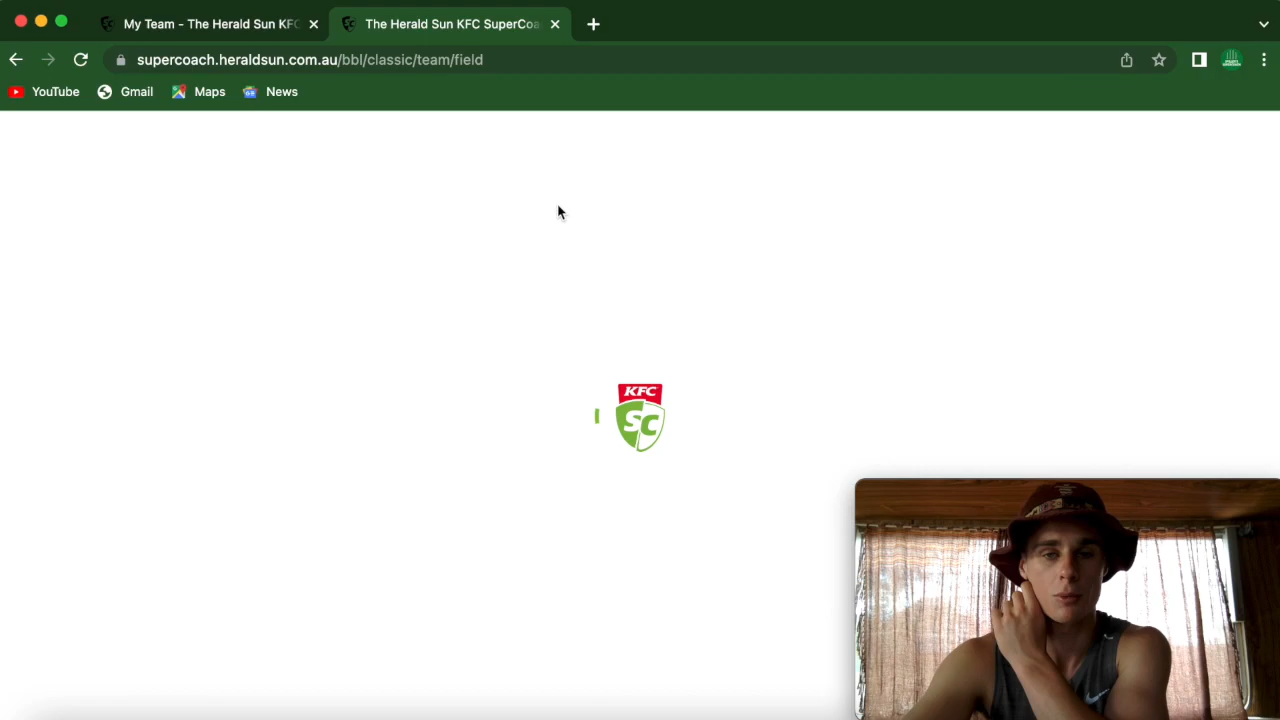 My Team - The Herald Sun KFC
The Herald Sun KFC SuperCoa
supercoach.heraldsun.com.au/bbl/classic/team/field
YouTube
Gmail
Maps
News
KFC
SC